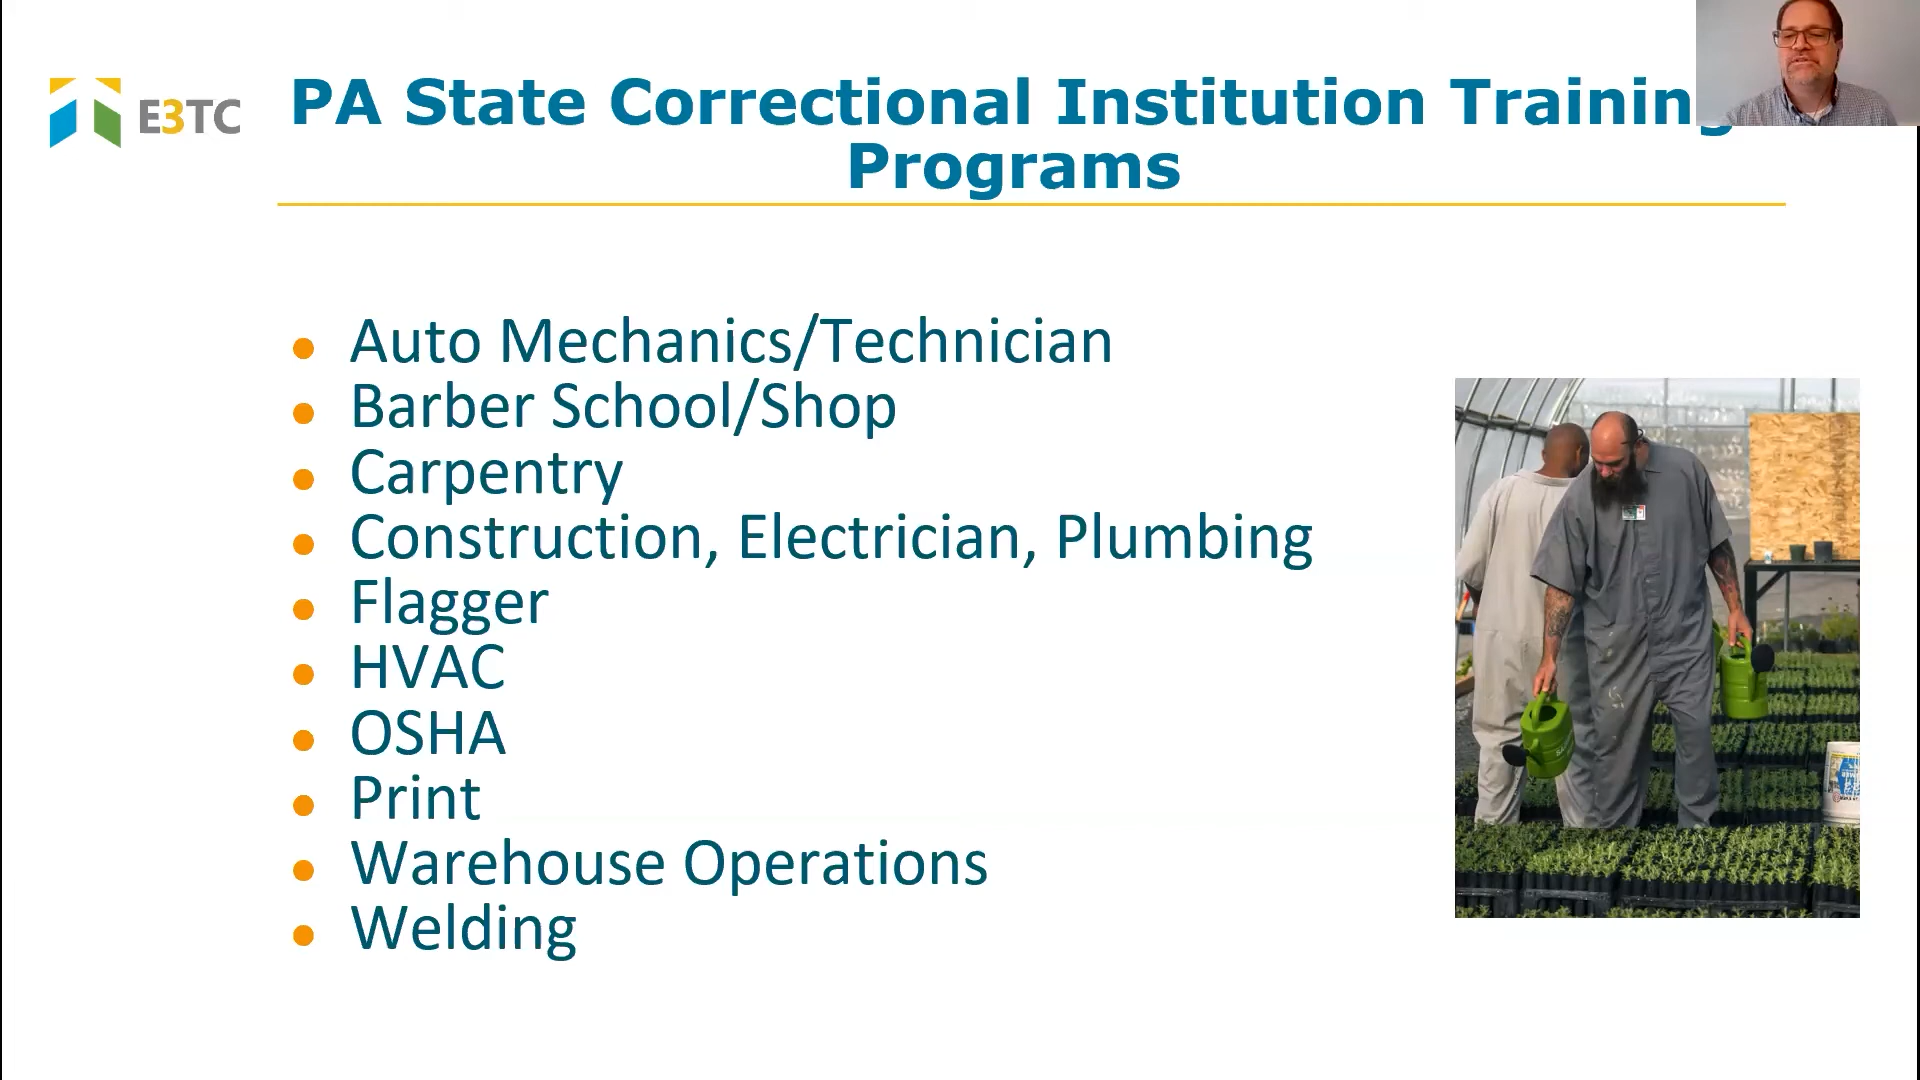 E3TC
PA State Correctional Institution Training
Programs
Auto Mechanics/Technician
Barber School/Shop
Carpentry
Construction, Electrician, Plumbing
Flagger
HVAC
OSHA
Print
Warehouse Operations
Welding